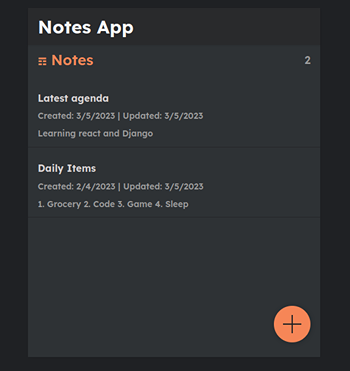 Notes App
☶ Notes
2
Latest agenda
Created: 3/5/2023 | Updated: 3/5/2023
Learning react and Django
Daily Items
Created: 2/4/2023 | Updated: 3/5/2023
1. Grocery 2. Code 3. Game 4. Sleep